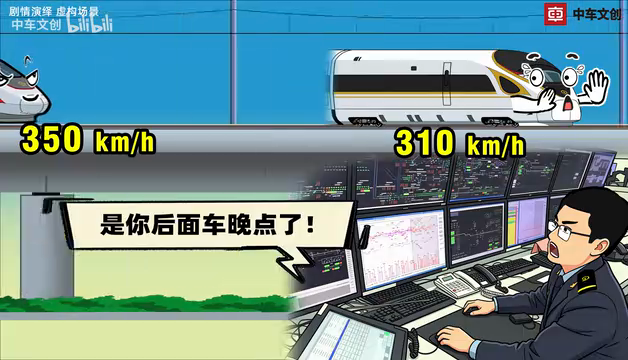 剧情演绎 虚构场景
中车文创 bilibili
中车文创
350 km/h
310 km/h
是你后面车晚点了！